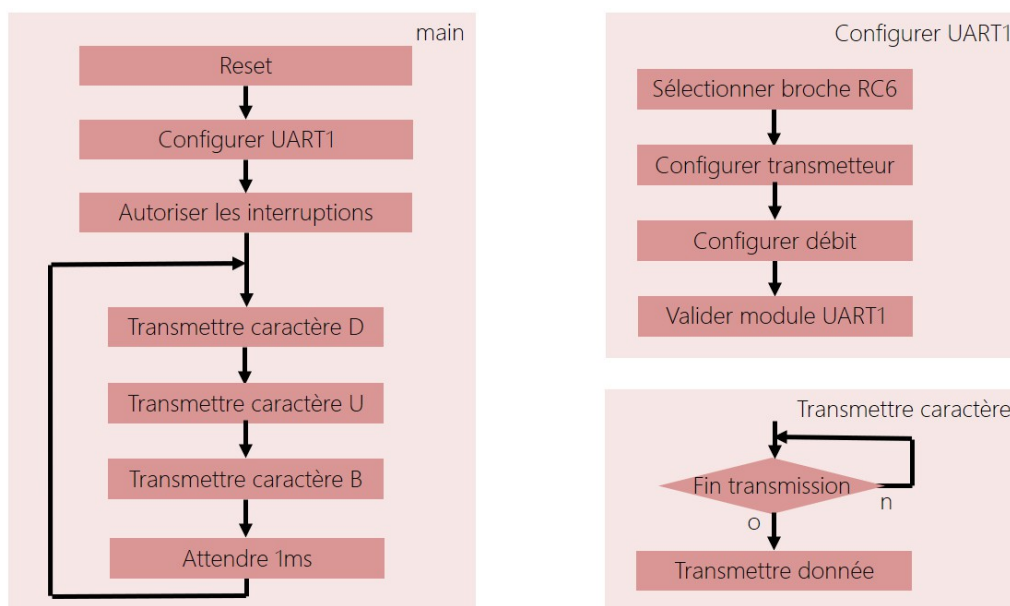 main
Reset
Configurer UART1
Autoriser les interruptions
Transmettre caractère D
Transmettre caractère U
Transmettre caractère B
Attendre 1ms
Configurer UART1
Sélectionner broche RC6
Configurer transmetteur
Configurer débit
Valider module UART1
Transmettre caractère
Fin transmission
n
o
Transmettre donnée